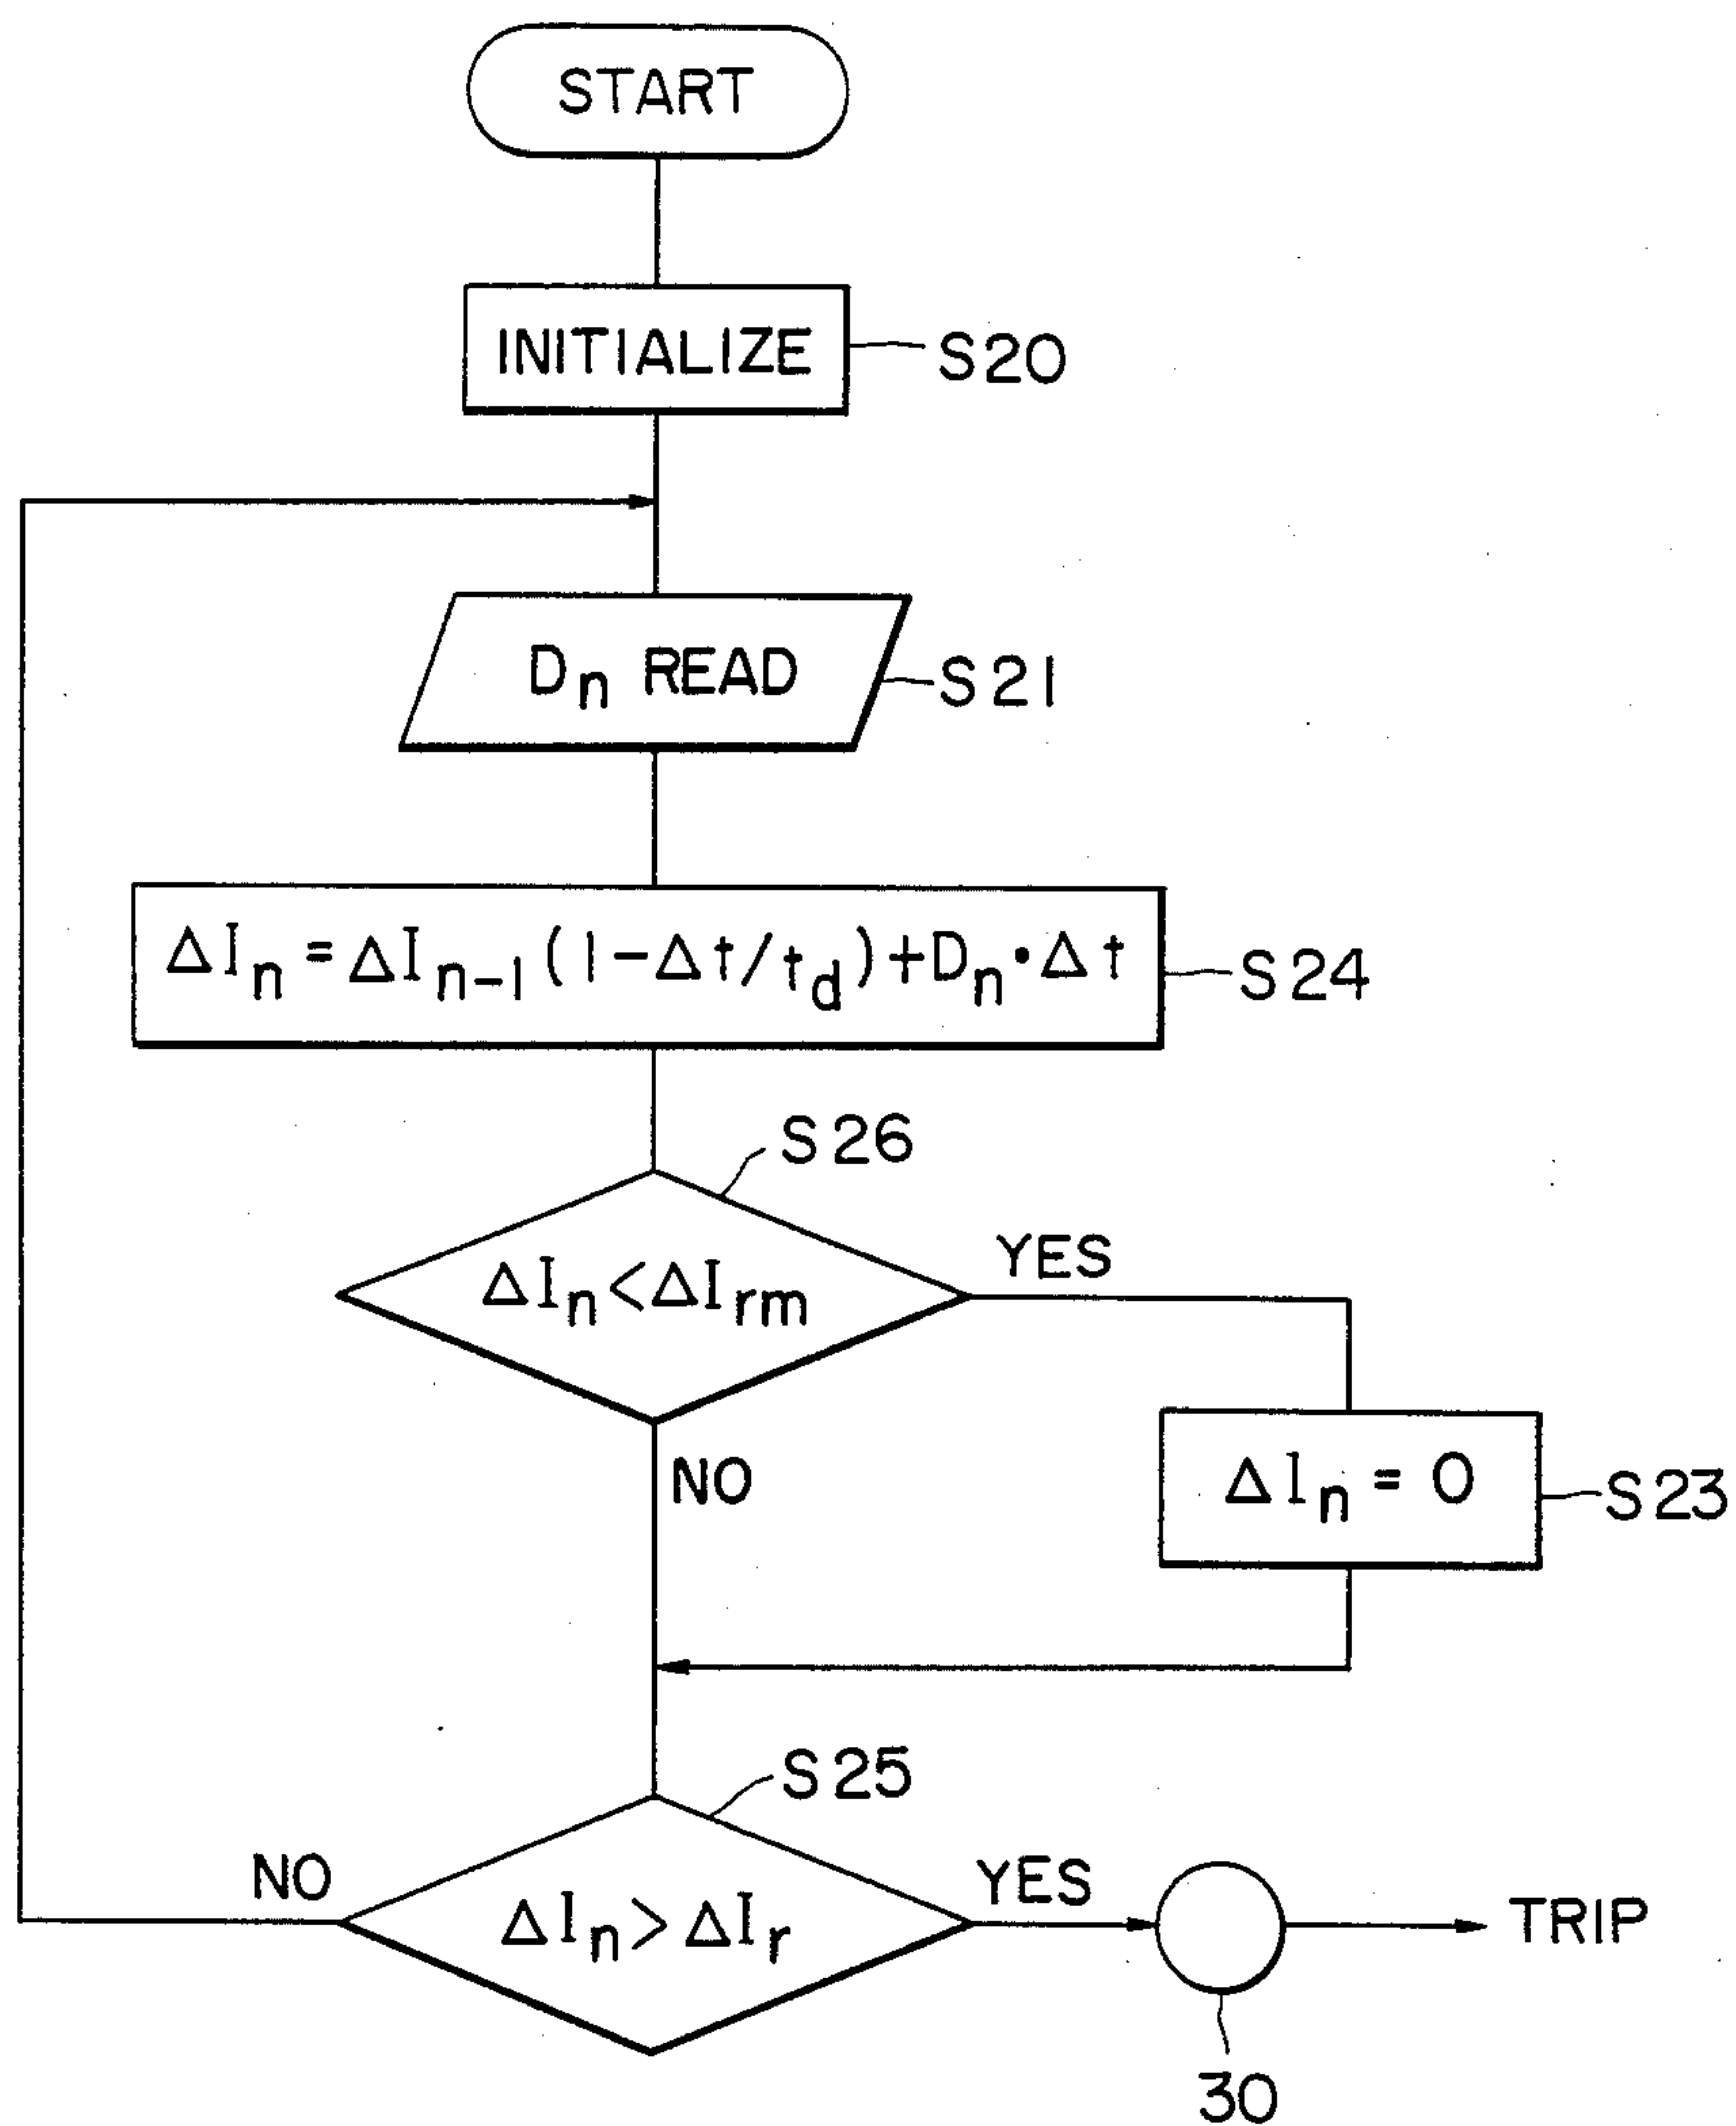 START
INITIALIZE
S20
Dn READ
S21
ΔIn = ΔIn-1 (1-Δt/td)+Dn•Δt
S24
S26
ΔIn<ΔIrm
YES
NO
ΔIn = 0
S23
S25
NO
ΔIn> ΔIr
YES
TRIP
30